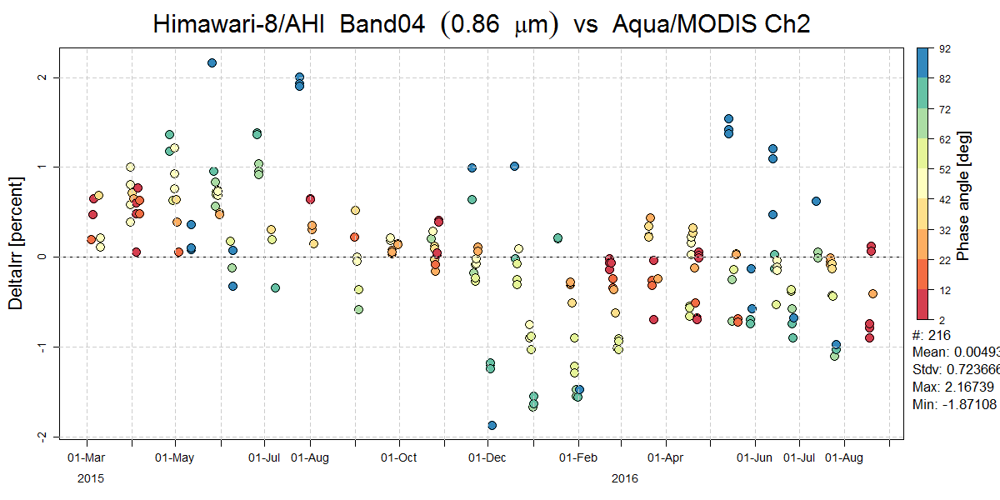 Himawari-8/AHI Band04 (0.86 μm) vs Aqua/MODIS Ch2
DeltaIrr [percent]
2
1
0
-1
-2
01-Mar 01-May 01-Jul 01-Aug 01-Oct 01-Dec 01-Feb 01-Apr 01-Jun 01-Jul 01-Aug
2015 2016
92
82
72
62
52
42
32
22
12
2
Phase angle [deg]
#: 216
Mean: 0.00493
Stdv: 0.723666
Max: 2.16739
Min: -1.87108